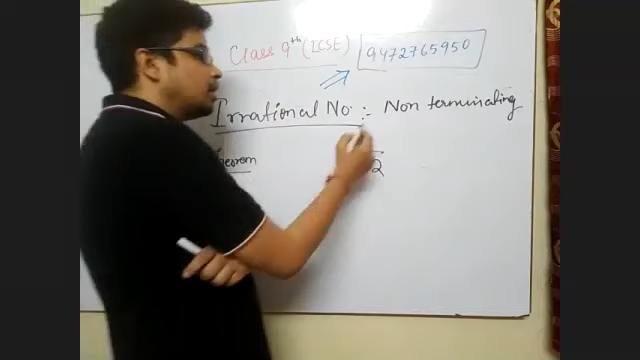 Class 9th (ICSE)
9472765950
Irrational No. :- Non terminating
2